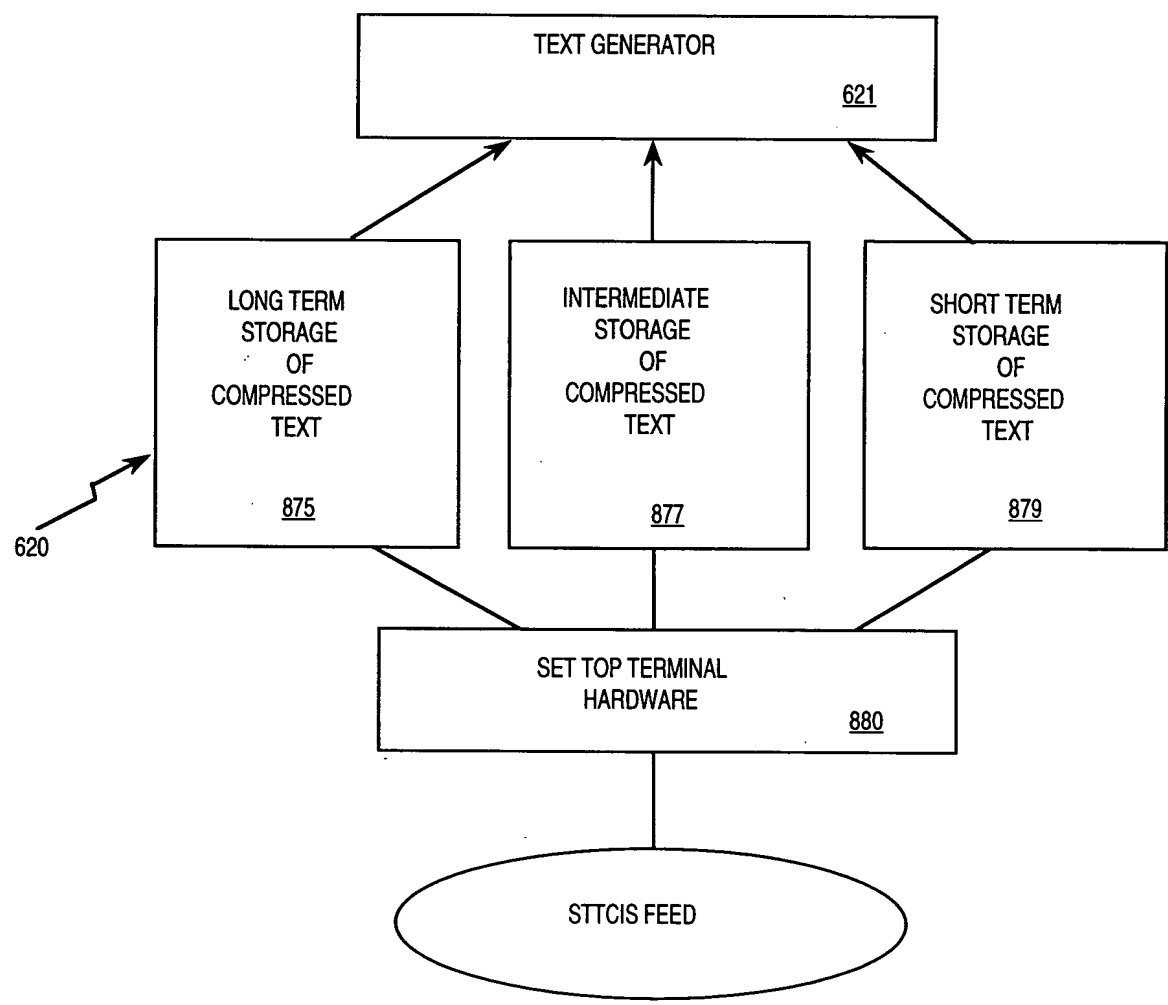 TEXT GENERATOR
621
LONG TERM
STORAGE
OF
COMPRESSED
TEXT
875
INTERMEDIATE
STORAGE
OF
COMPRESSED
TEXT
877
SHORT TERM
STORAGE
OF
COMPRESSED
TEXT
879
620
SET TOP TERMINAL
HARDWARE
880
STTCIS FEED